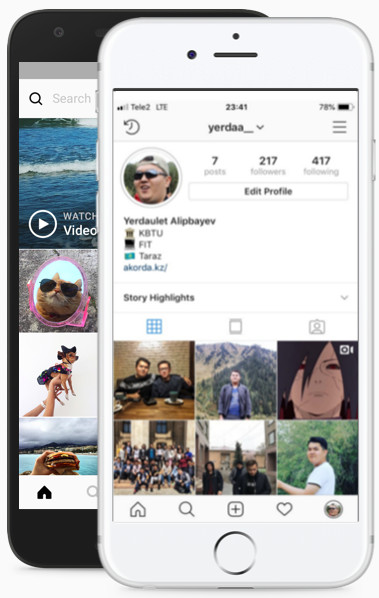 Search
WATCH
Video
Tele2 LTE 23:41 78%
yerdaa__
7 217 417
posts followers following
Edit Profile
Yerdaulet Alipbayev
KBTU
FIT
Taraz
akorda.kz/
Story Highlights